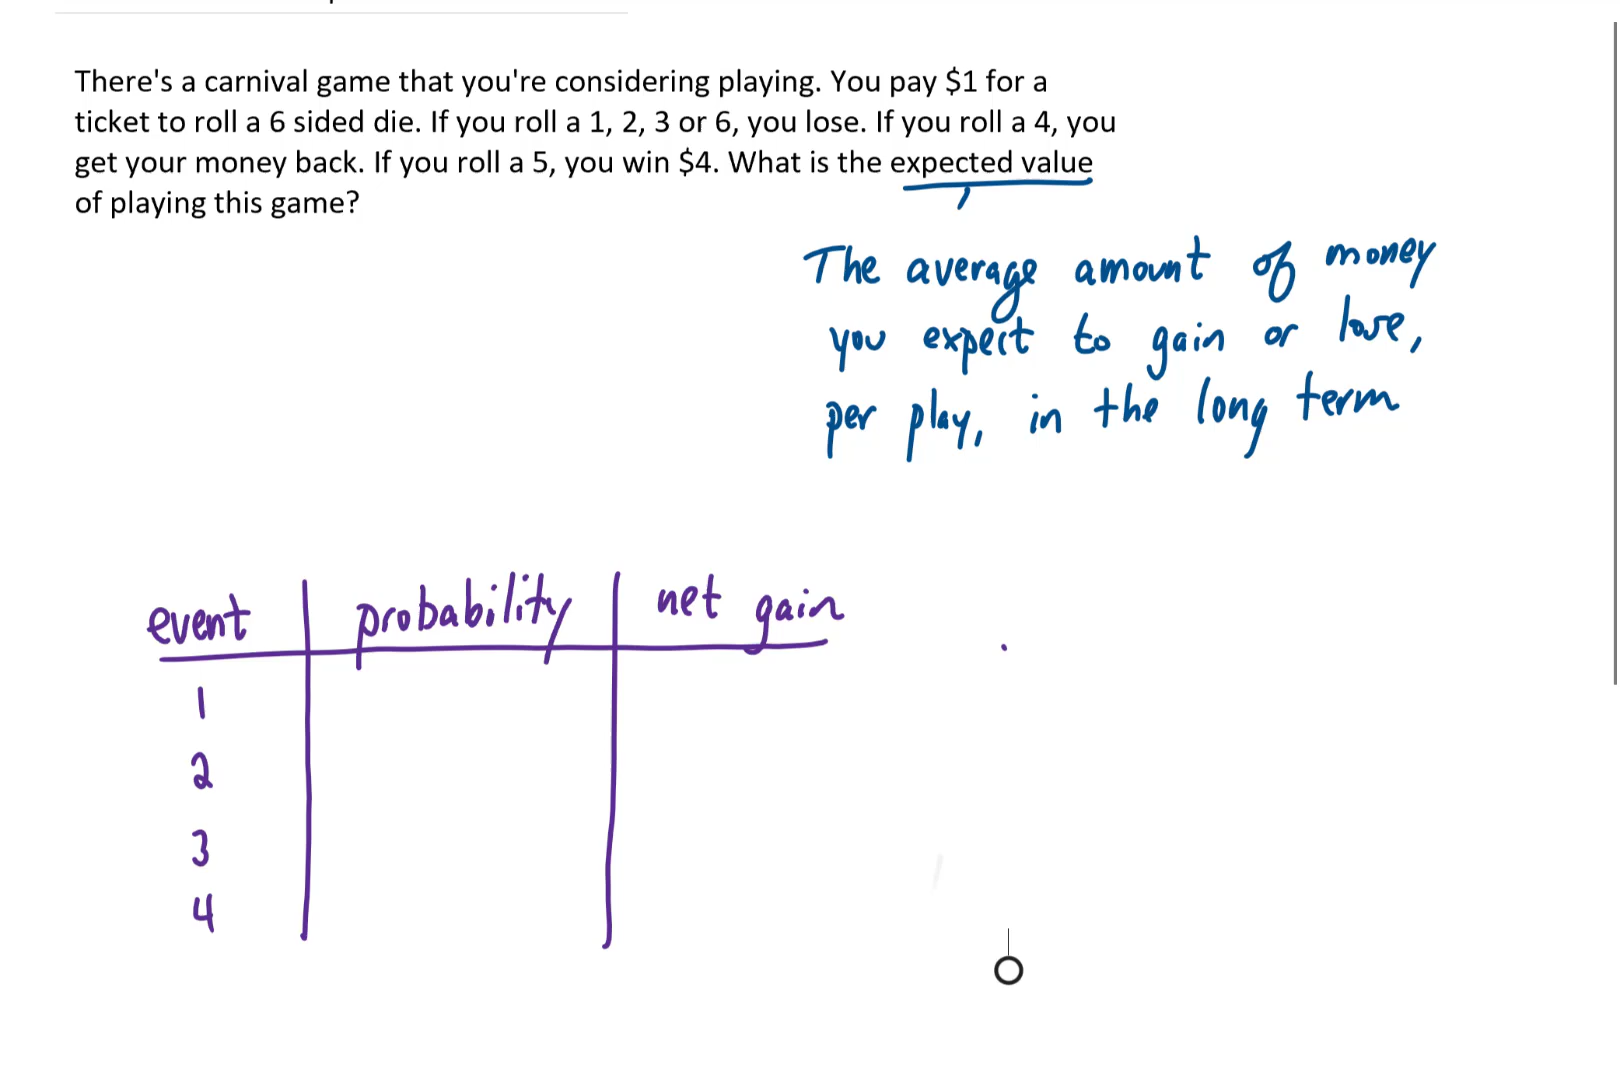 There's a carnival game that you're considering playing. You pay $1 for a
ticket to roll a 6 sided die. If you roll a 1, 2, 3 or 6, you lose. If you roll a 4, you
get your money back. If you roll a 5, you win $4. What is the expected value
of playing this game?
The average amount of money
you expect to gain or lose,
per play, in the long term
event probability net gain
1
2
3
4